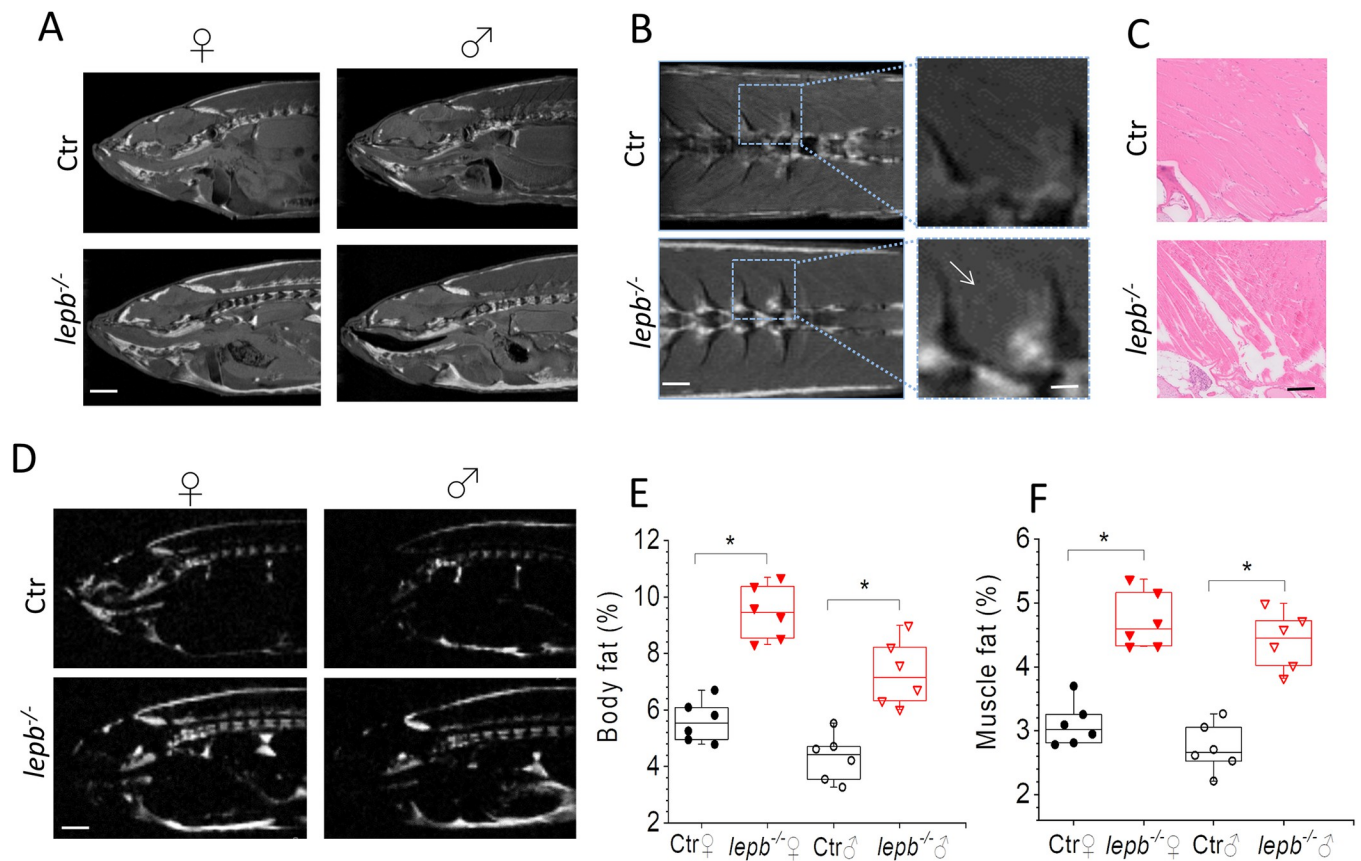 A
♀
♂
Ctr
lepb-/-
B
Ctr
lepb-/-
C
Ctr
lepb-/-
D
♀
♂
Ctr
lepb-/-
E
Body fat (%)
12
10
8
6
4
2
*
*
Ctr♀ lepb-/-♀ Ctr♂ lepb-/-♂
F
Muscle fat (%)
6
5
4
3
2
*
*
Ctr♀ lepb-/-♀ Ctr♂ lepb-/-♂